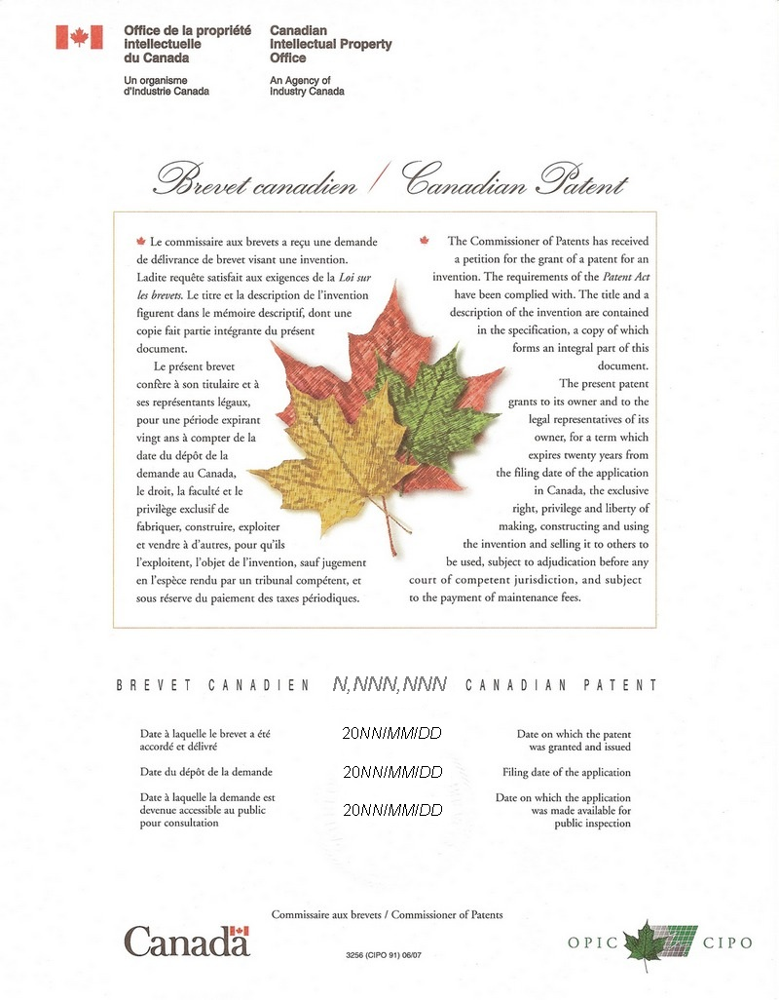 Office de la propriété
intellectuelle
du Canada
Un organisme
d'Industrie Canada
Canadian
Intellectual Property
Office
An Agency of
Industry Canada
Brevet canadien / Canadian Patent
Le commissaire aux brevets a reçu une demande
de délivrance de brevet visant une invention.
Ladite requête satisfait aux exigences de la Loi sur
les brevets. Le titre et la description de l'invention
figurent dans le mémoire descriptif, dont une
copie fait partie intégrante du présent
document.
Le présent brevet
confère à son titulaire et à
ses représentants légaux,
pour une période expirant
vingt ans à compter de la
date du dépôt de la
demande au Canada,
le droit, la faculté et le
privilège exclusif de
fabriquer, construire, exploiter
et vendre à d'autres, pour qu'ils
l'exploitent, l'objet de l'invention, sauf jugement
en l'espèce rendu par un tribunal compétent, et
sous réserve du paiement des taxes périodiques.
The Commissioner of Patents has received
a petition for the grant of a patent for an
invention. The requirements of the Patent Act
have been complied with. The title and a
description of the invention are contained
in the specification, a copy of which
forms an integral part of this
document.
The present patent
grants to its owner and to the
legal representatives of its
owner, for a term which
expires twenty years from
the filing date of the application
in Canada, the exclusive
right, privilege and liberty of
making, constructing and using
the invention and selling it to others to
be used, subject to adjudication before any
court of competent jurisdiction, and subject
to the payment of maintenance fees.
BREVET CANADIEN N,NNN,NNN CANADIAN PATENT
Date à laquelle le brevet a été
accordé et délivré
20NN/MM/DD
Date on which the patent
was granted and issued
Date du dépôt de la demande
20NN/MM/DD
Filing date of the application
Date à laquelle la demande est
devenue accessible au public
pour consultation
20NN/MM/DD
Date on which the application
was made available for
public inspection
Commissaire aux brevets / Commissioner of Patents
Canada
3256 (CIPO 91) 06/07
OPIC CIPO